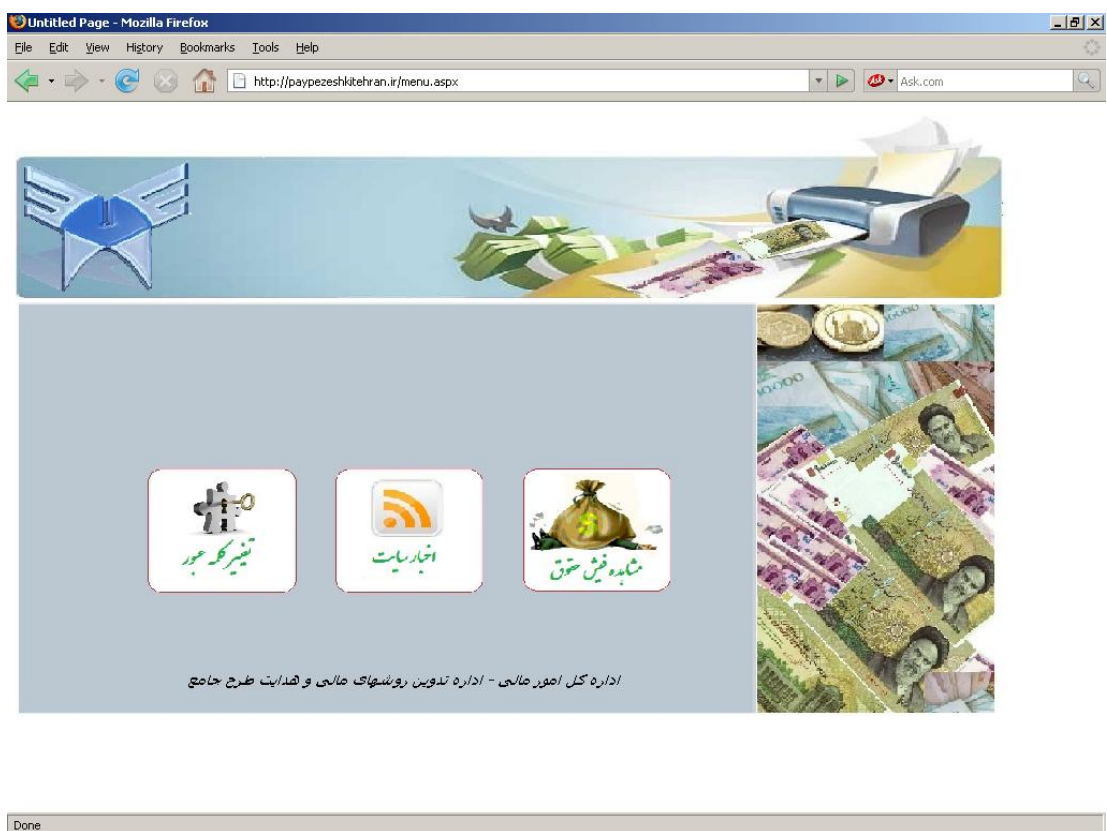 Untitled Page - Mozilla Firefox
File Edit View History Bookmarks Tools Help
http://paypezeshkitehran.ir/menu.aspx
Ask.com
مشاهده فیش حقوق
اخبار سایت
تغییر کلمه عبور
اداره کل امور مالی - اداره تدوین روشهای مالی و هدایت طرح جامع
Done